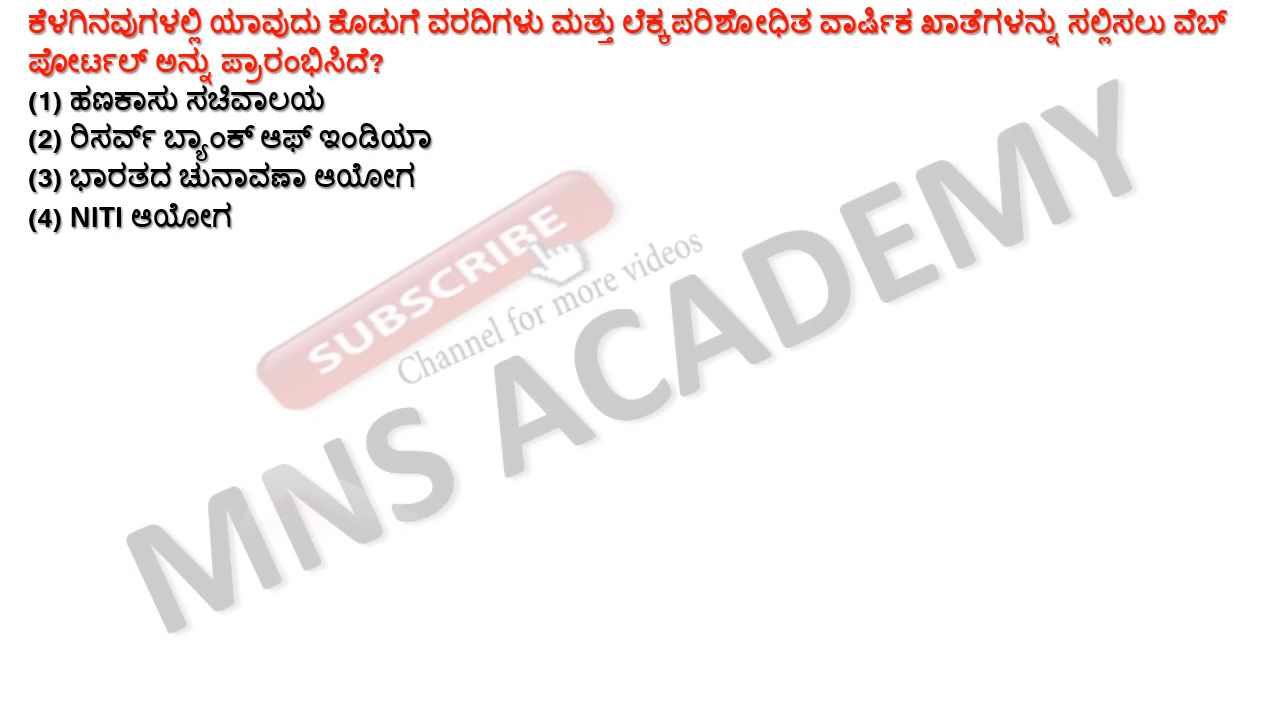 ಕೆಳಗಿನವುಗಳಲ್ಲಿ ಯಾವುದು ಕೊಡುಗೆ ವರದಿಗಳು ಮತ್ತು ಲೆಕ್ಕಪರಿಶೋಧಿತ ವಾರ್ಷಿಕ ಖಾತೆಗಳನ್ನು ಸಲ್ಲಿಸಲು ವೆಬ್
ಪೋರ್ಟಲ್ ಅನ್ನು ಪ್ರಾರಂಭಿಸಿದೆ?
(1) ಹಣಕಾಸು ಸಚಿವಾಲಯ
(2) ರಿಸರ್ವ್ ಬ್ಯಾಂಕ್ ಆಫ್ ಇಂಡಿಯಾ
(3) ಭಾರತದ ಚುನಾವಣಾ ಆಯೋಗ
(4) NITI ಆಯೋಗ
SUBSCRIBE
Channel for more videos
MNS ACADEMY